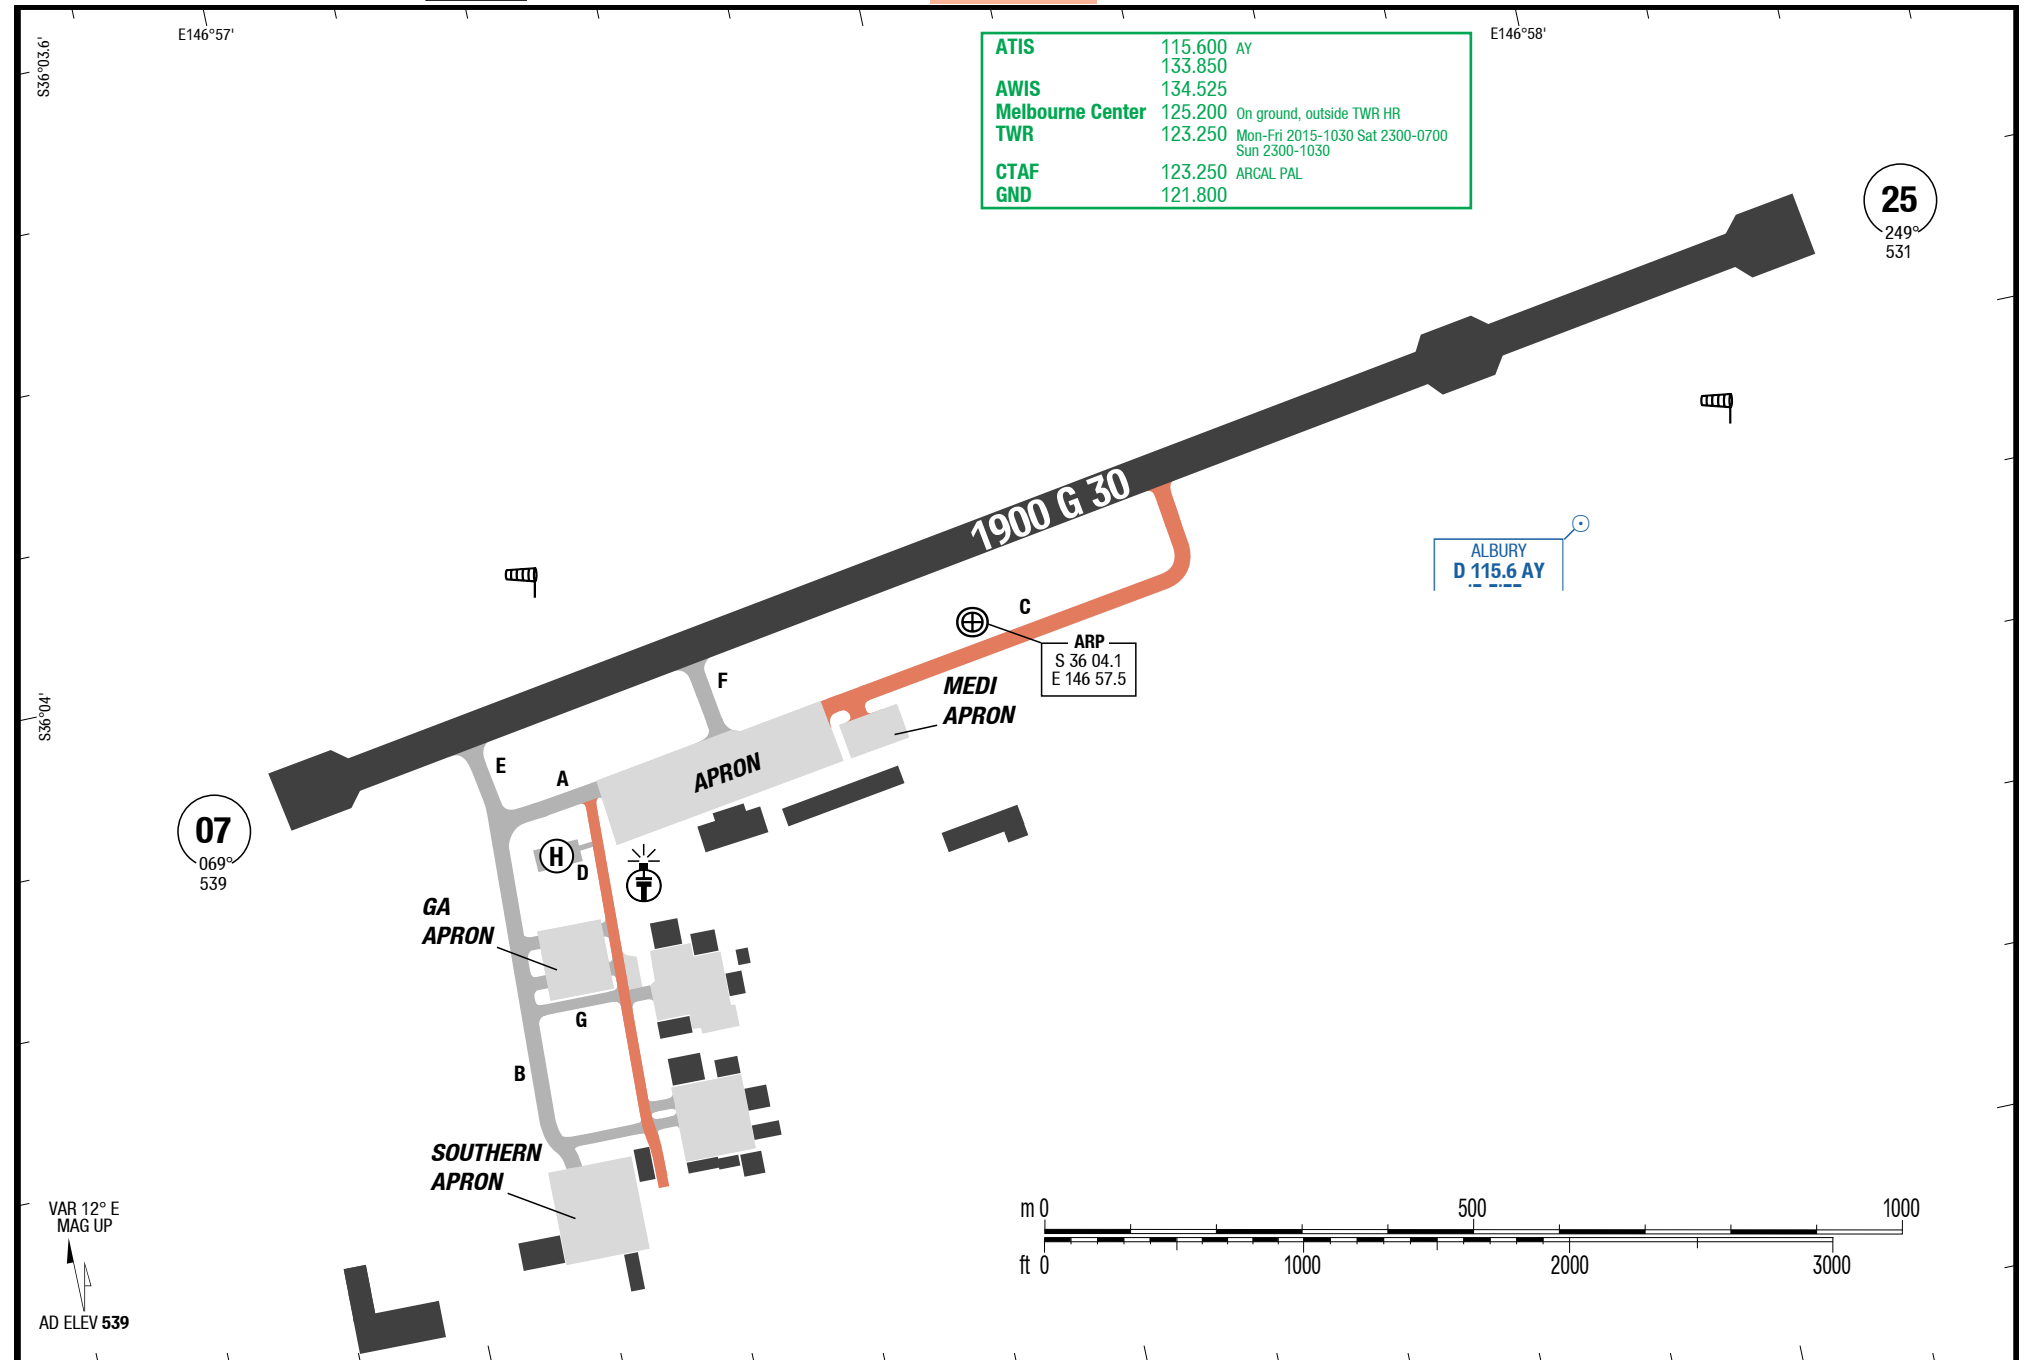 E146°57'
E146°58'
S36°03.6'
ATIS 115.600 AY
133.850
AWIS 134.525
Melbourne Center 125.200 On ground, outside TWR HR
TWR 123.250 Mon-Fri 2015-1030 Sat 2300-0700
Sun 2300-1030
CTAF 123.250 ARCAL PAL
GND 121.800
25
249°
531
1900 G 30
ALBURY
D 115.6 AY
C
ARP
S 36 04.1
E 146 57.5
F
MEDI
APRON
S36°04'
E
A
APRON
07
069°
539
H
D
GA
APRON
G
B
SOUTHERN
APRON
VAR 12° E
MAG UP
AD ELEV 539
m 0 500 1000
ft 0 1000 2000 3000